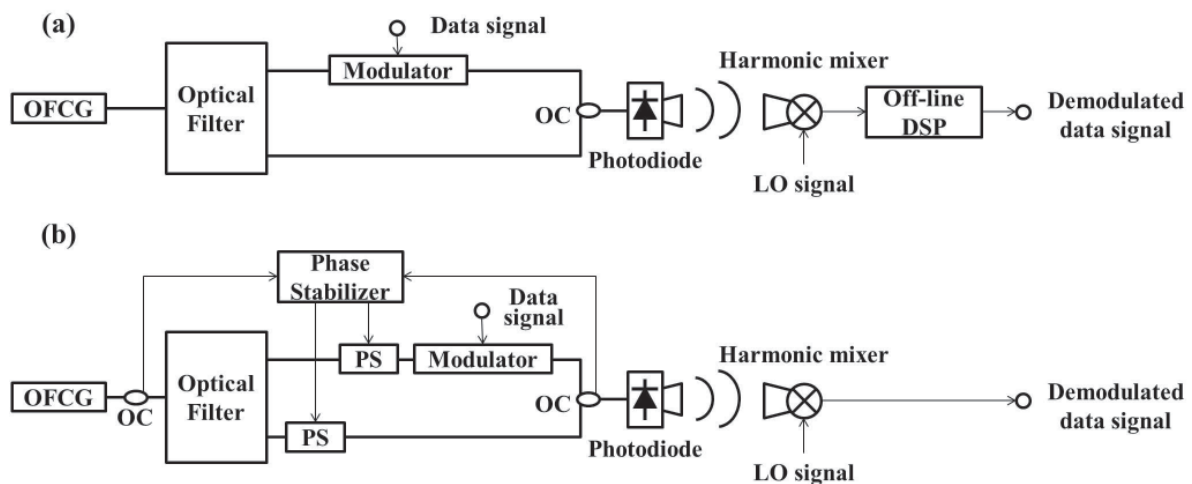 (a)
Data signal
Modulator
Harmonic mixer
OFCG
Optical
Filter
OC
Off-line
DSP
Demodulated
data signal
Photodiode
LO signal
(b)
Phase
Stabilizer
Data
signal
PS
Modulator
Harmonic mixer
OFCG
OC
Optical
Filter
OC
Demodulated
data signal
PS
Photodiode
LO signal